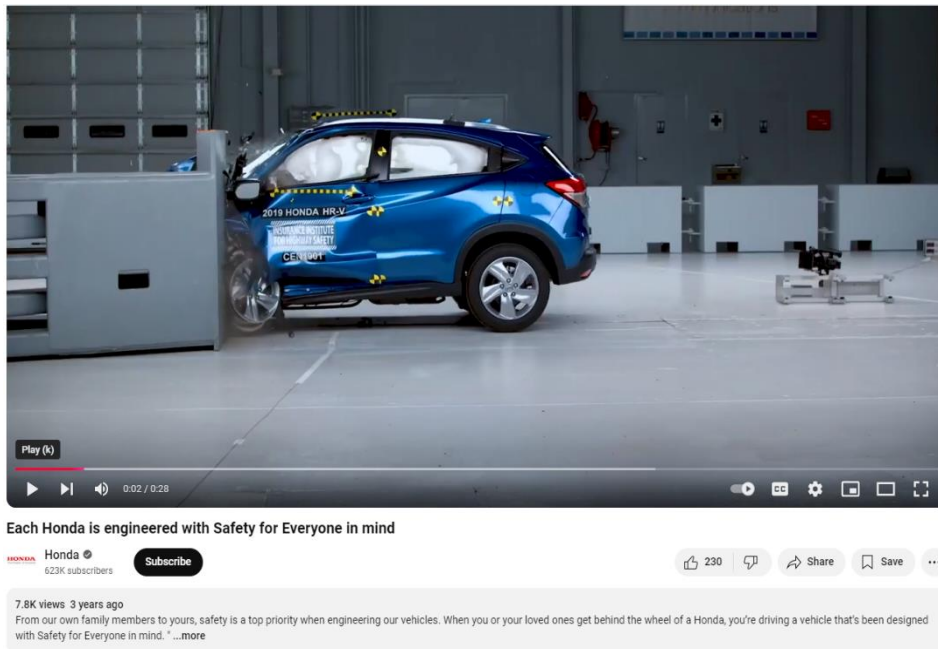 2019 HONDA HR-V
INSURANCE INSTITUTE
FOR HIGHWAY SAFETY
CEN1901
Play (k)
0:02 / 0:28
CC
Each Honda is engineered with Safety for Everyone in mind
HONDA
Honda
623K subscribers
Subscribe
230
Share
Save
7.8K views 3 years ago
From our own family members to yours, safety is a top priority when engineering our vehicles. When you or your loved ones get behind the wheel of a Honda, you’re driving a vehicle that’s been designed
with Safety for Everyone in mind. " ...more